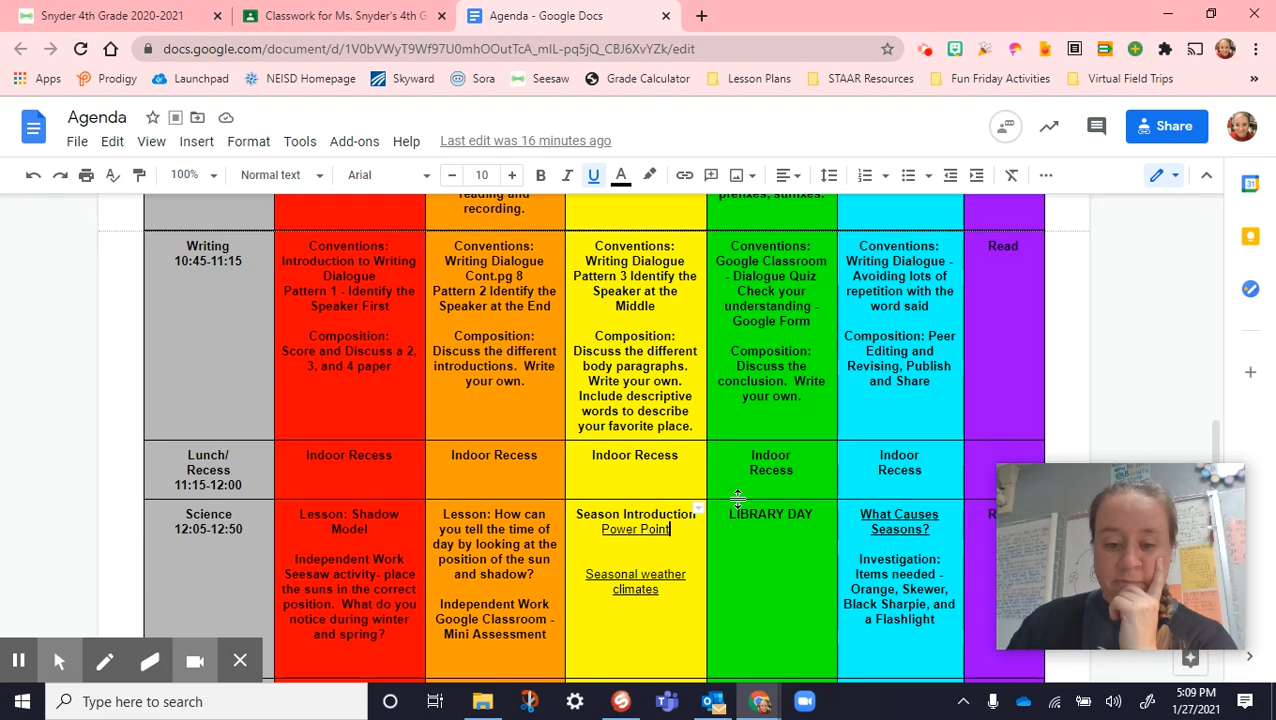 Snyder 4th Grade 2020-2021
Classwork for Ms. Snyder's 4th G
Agenda - Google Docs
docs.google.com/document/d/1V0bVWyT9Wf97U0mhOOutTcA_mIL-pq5jQ_CBJ6XvYZk/edit
Apps
Prodigy
Launchpad
NEISD Homepage
Skyward
Sora
Seesaw
Grade Calculator
Lesson Plans
STAAR Resources
Fun Friday Activities
Virtual Field Trips
Agenda
File Edit View Insert Format Tools Add-ons Help
Last edit was 16 minutes ago
Share
100%
Normal text
Arial
10
reading and
recording.
prefixes, suffixes.
Writing
10:45-11:15
Conventions:
Introduction to Writing
Dialogue
Pattern 1 - Identify the
Speaker First
Composition:
Score and Discuss a 2,
3, and 4 paper
Conventions:
Writing Dialogue
Cont.pg 8
Pattern 2 Identify the
Speaker at the End
Composition:
Discuss the different
introductions. Write
your own.
Conventions:
Writing Dialogue
Pattern 3 Identify the
Speaker at the
Middle
Composition:
Discuss the different
body paragraphs.
Write your own.
Include descriptive
words to describe
your favorite place.
Conventions:
Google Classroom
- Dialogue Quiz
Check your
understanding -
Google Form
Composition:
Discuss the
conclusion. Write
your own.
Conventions:
Writing Dialogue -
Avoiding lots of
repetition with the
word said
Composition: Peer
Editing and
Revising, Publish
and Share
Read
Lunch/
Recess
11:15-12:00
Indoor Recess
Indoor Recess
Indoor Recess
Indoor
Recess
Indoor
Recess
Science
12:05-12:50
Lesson: Shadow
Model
Independent Work
Seesaw activity- place
the suns in the correct
position. What do you
notice during winter
and spring?
Lesson: How can
you tell the time of
day by looking at the
position of the sun
and shadow?
Independent Work
Google Classroom -
Mini Assessment
Season Introduction
Power Point
Seasonal weather
climates
LIBRARY DAY
What Causes
Seasons?
Investigation:
Items needed -
Orange, Skewer,
Black Sharpie, and
a Flashlight
Type here to search
5:09 PM
1/27/2021